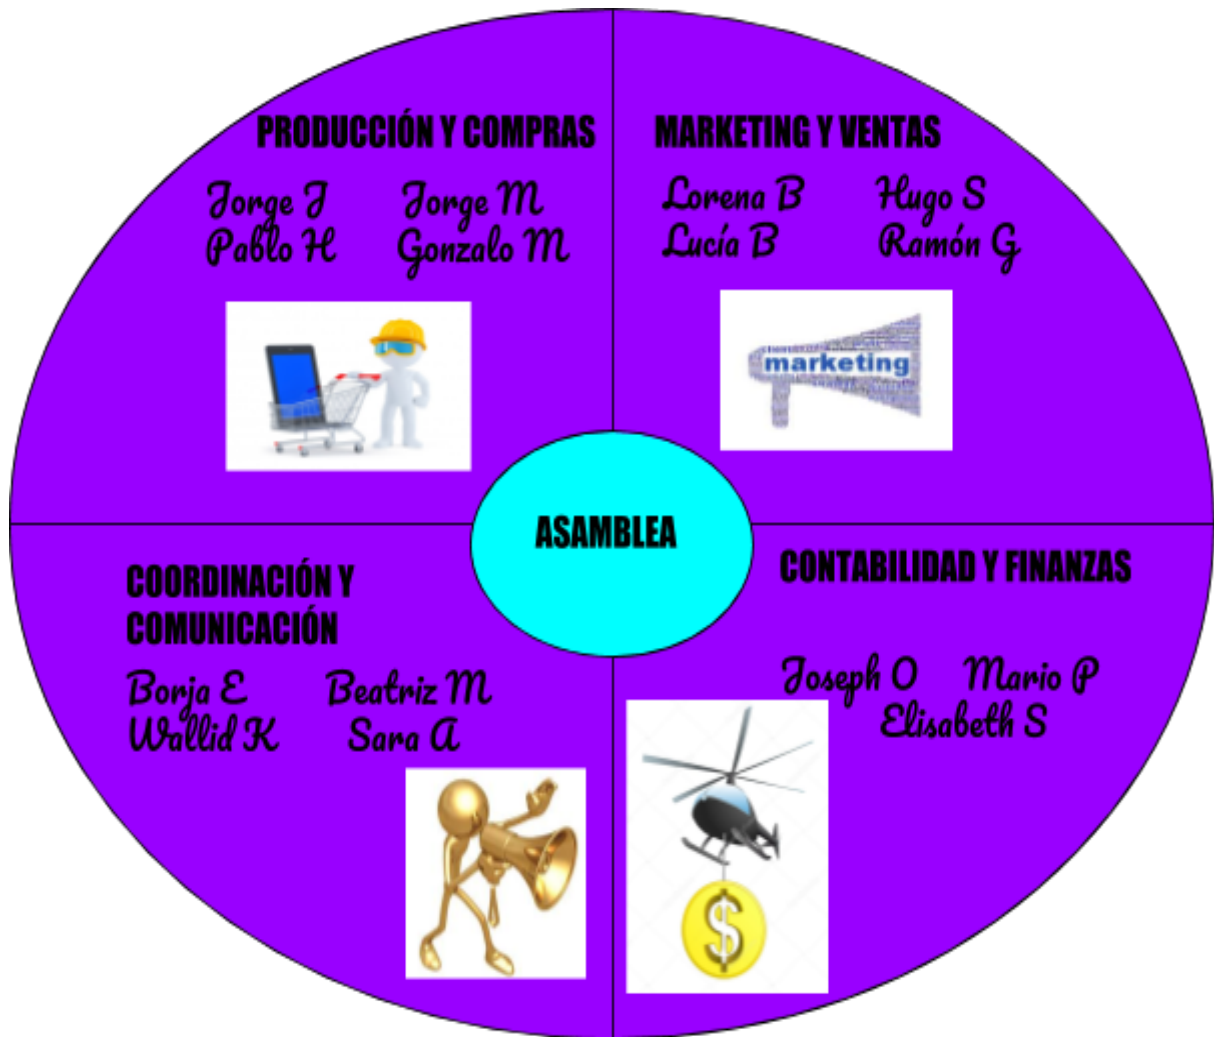 PRODUCCIÓN Y COMPRAS
Jorge J Jorge M
Pablo H Gonzalo M
MARKETING Y VENTAS
Lorena B Hugo S
Lucía B Ramón G
marketing
ASAMBLEA
COORDINACIÓN Y
COMUNICACIÓN
Borja E Beatriz M
Wallid K Sara A
CONTABILIDAD Y FINANZAS
Joseph O Mario P
Elisabeth S
$